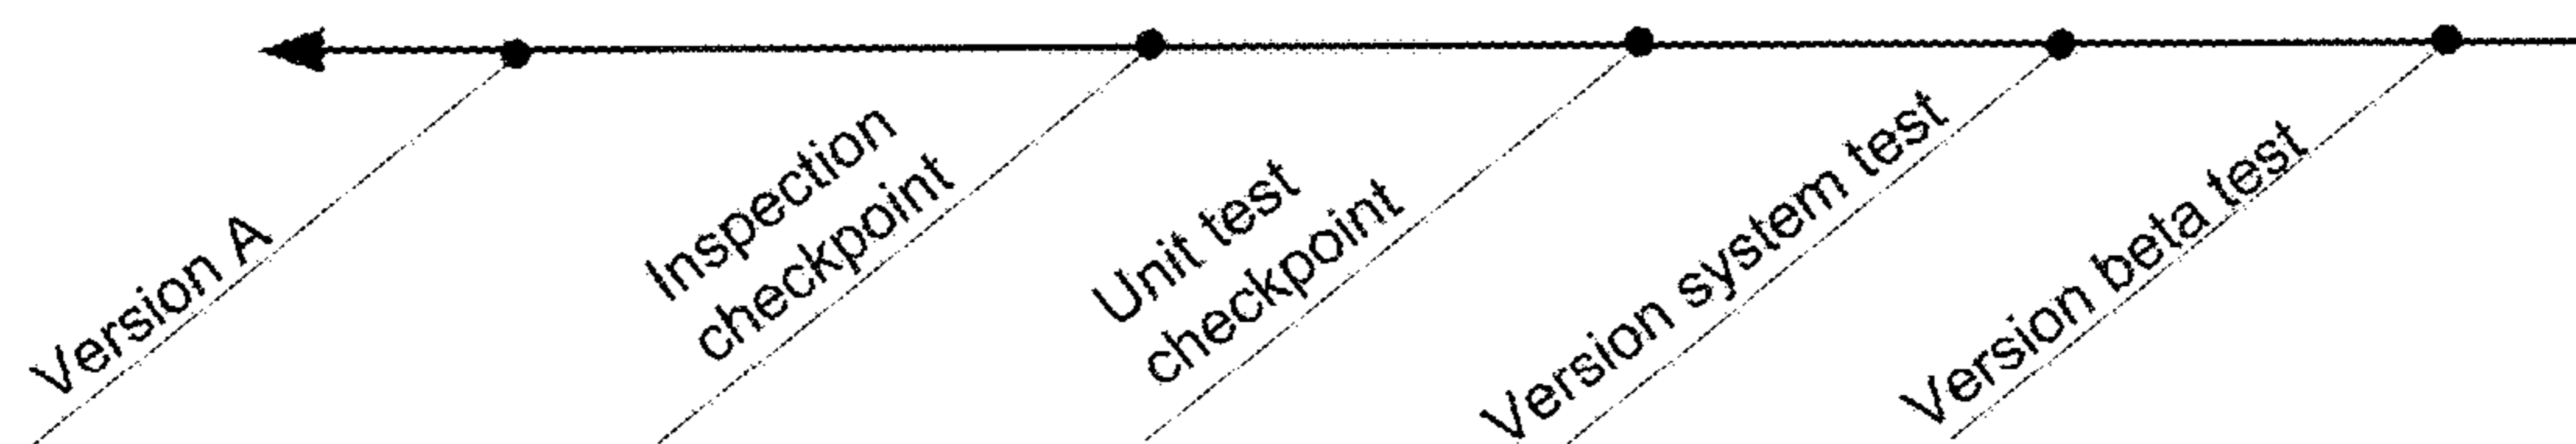 Version A
Inspection
checkpoint
Unit test
checkpoint
Version system test
Version beta test